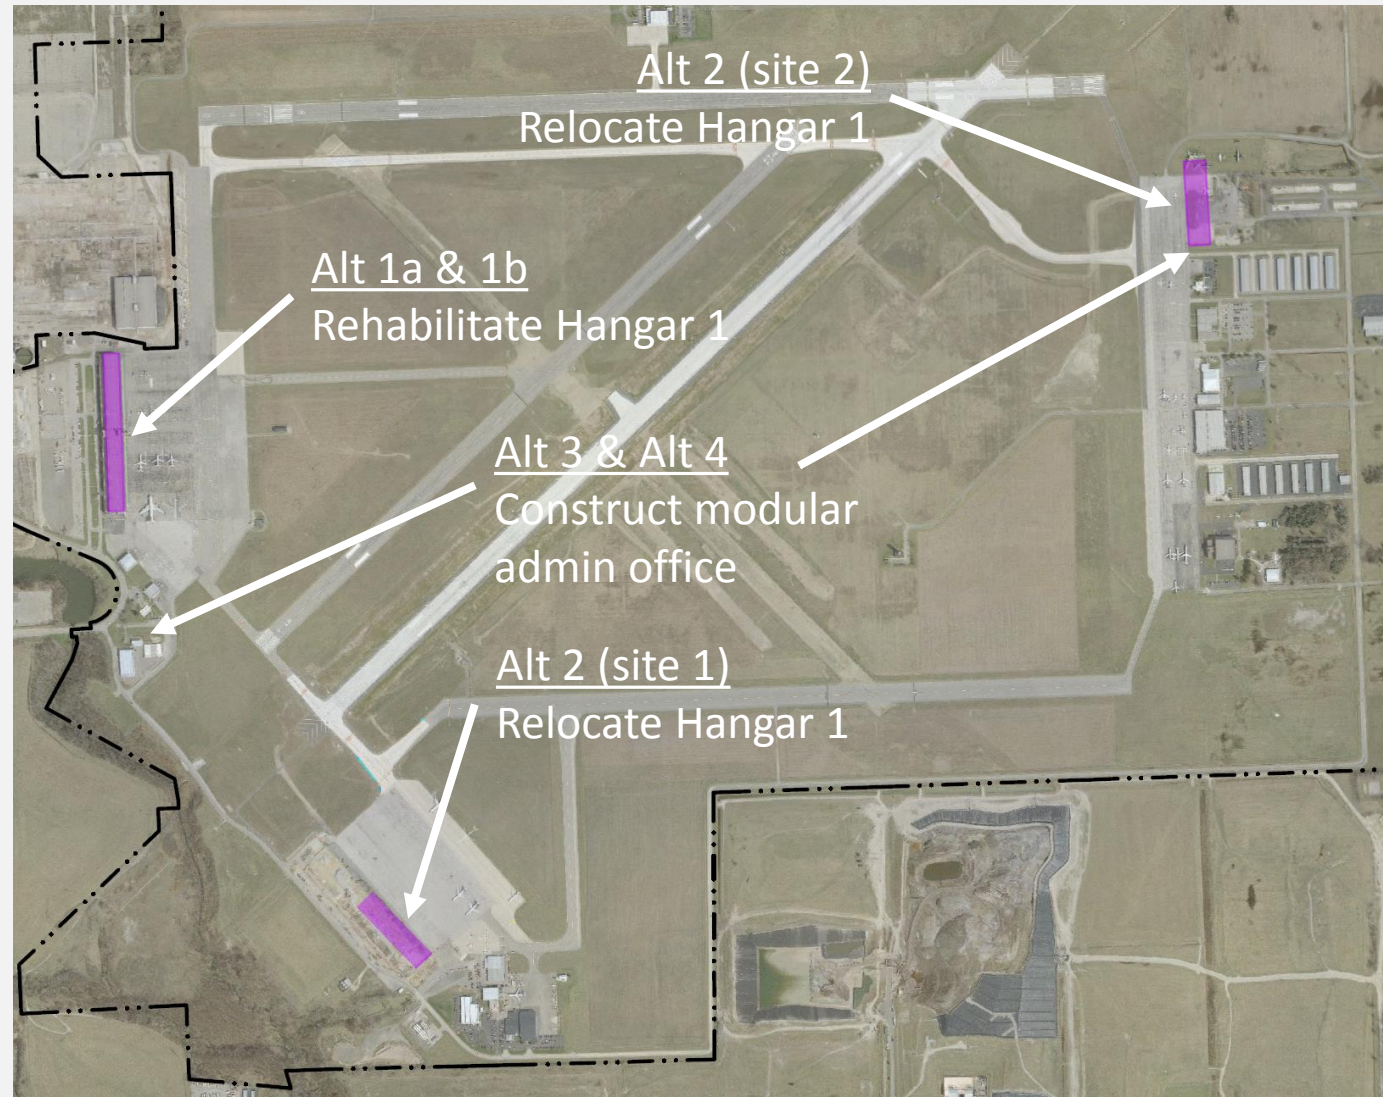 Alt 2 (site 2)
Relocate Hangar 1
Alt 1a & 1b
Rehabilitate Hangar 1
Alt 3 & Alt 4
Construct modular
admin office
Alt 2 (site 1)
Relocate Hangar 1